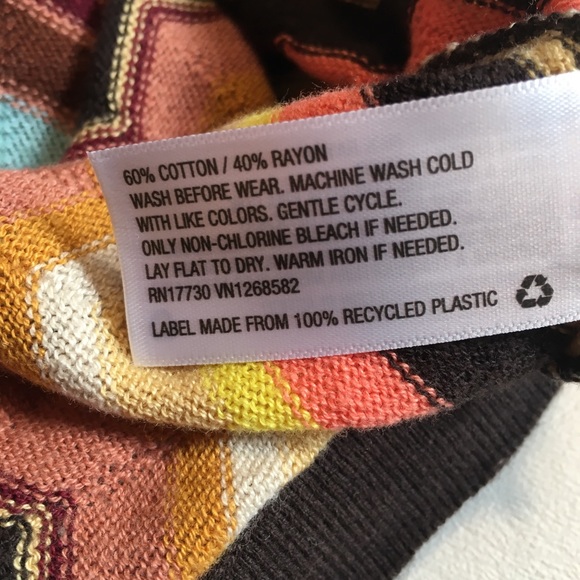 60% COTTON / 40% RAYON
WASH BEFORE WEAR. MACHINE WASH COLD
WITH LIKE COLORS. GENTLE CYCLE.
ONLY NON-CHLORINE BLEACH IF NEEDED.
LAY FLAT TO DRY. WARM IRON IF NEEDED.
RN17730 VN1268582
LABEL MADE FROM 100% RECYCLED PLASTIC